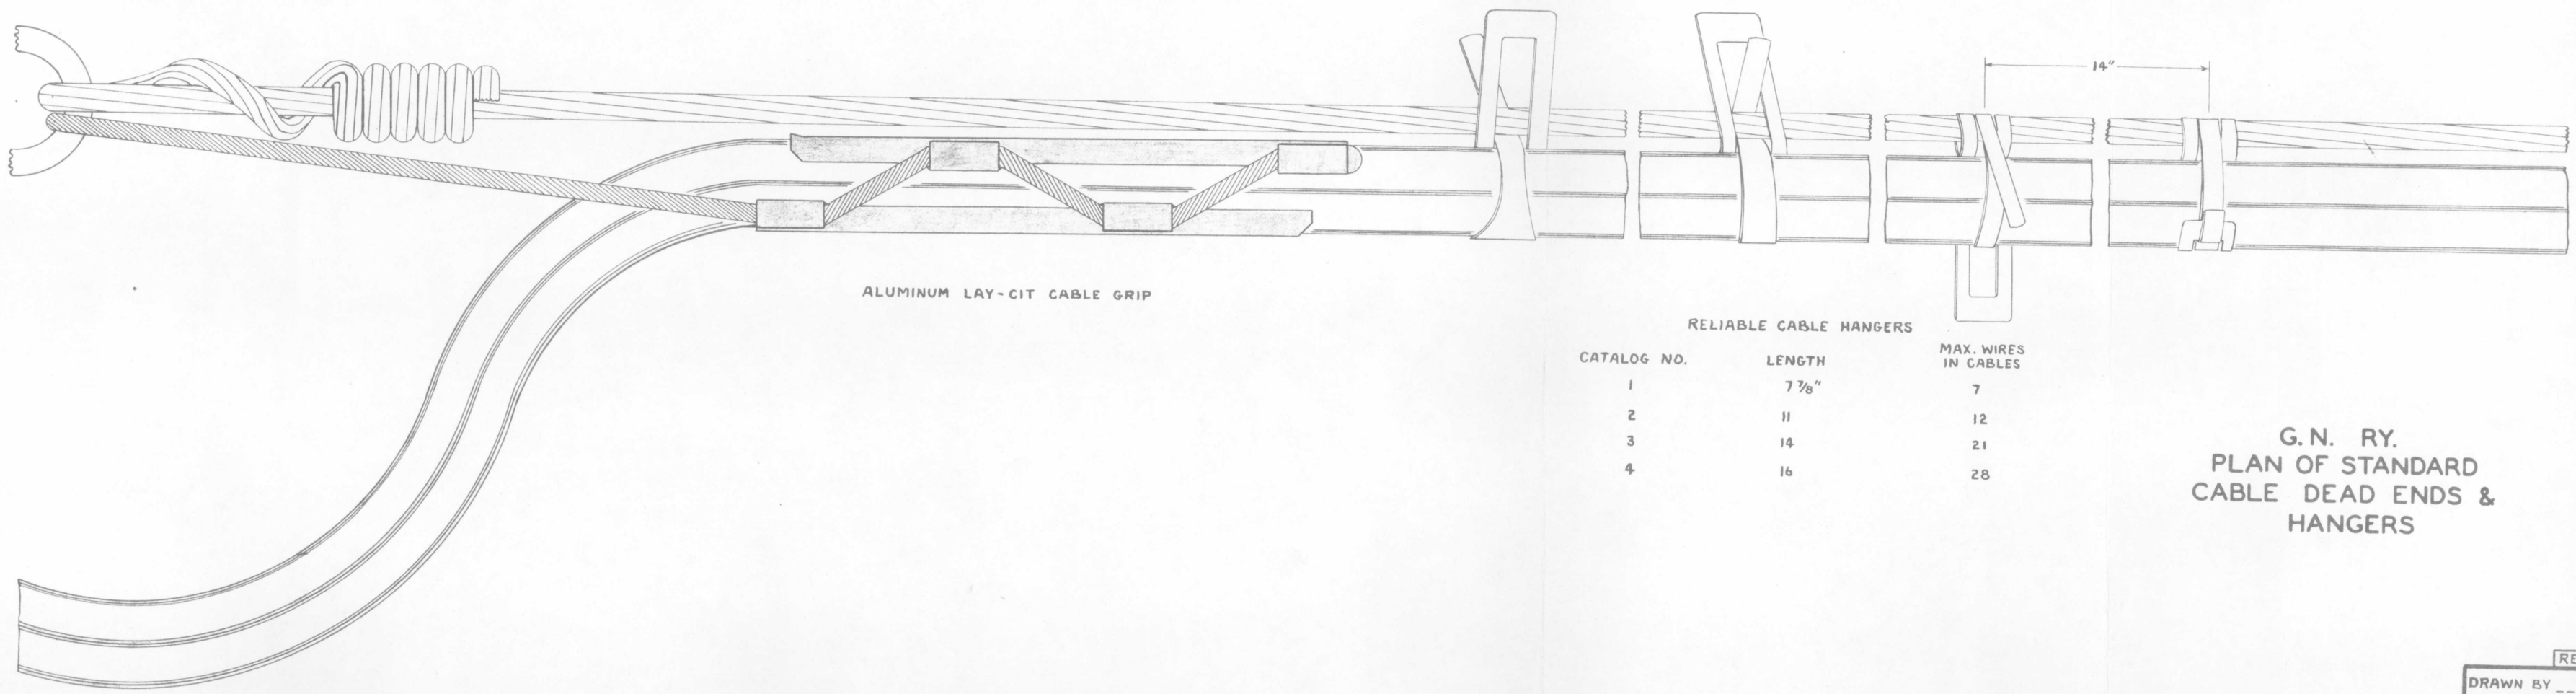 14"
ALUMINUM LAY-CIT CABLE GRIP
RELIABLE CABLE HANGERS
CATALOG NO. LENGTH MAX. WIRES IN CABLES
1 7 7/8" 7
2 11 12
3 14 21
4 16 28
G.N. RY.
PLAN OF STANDARD
CABLE DEAD ENDS &
HANGERS
DRAWN BY